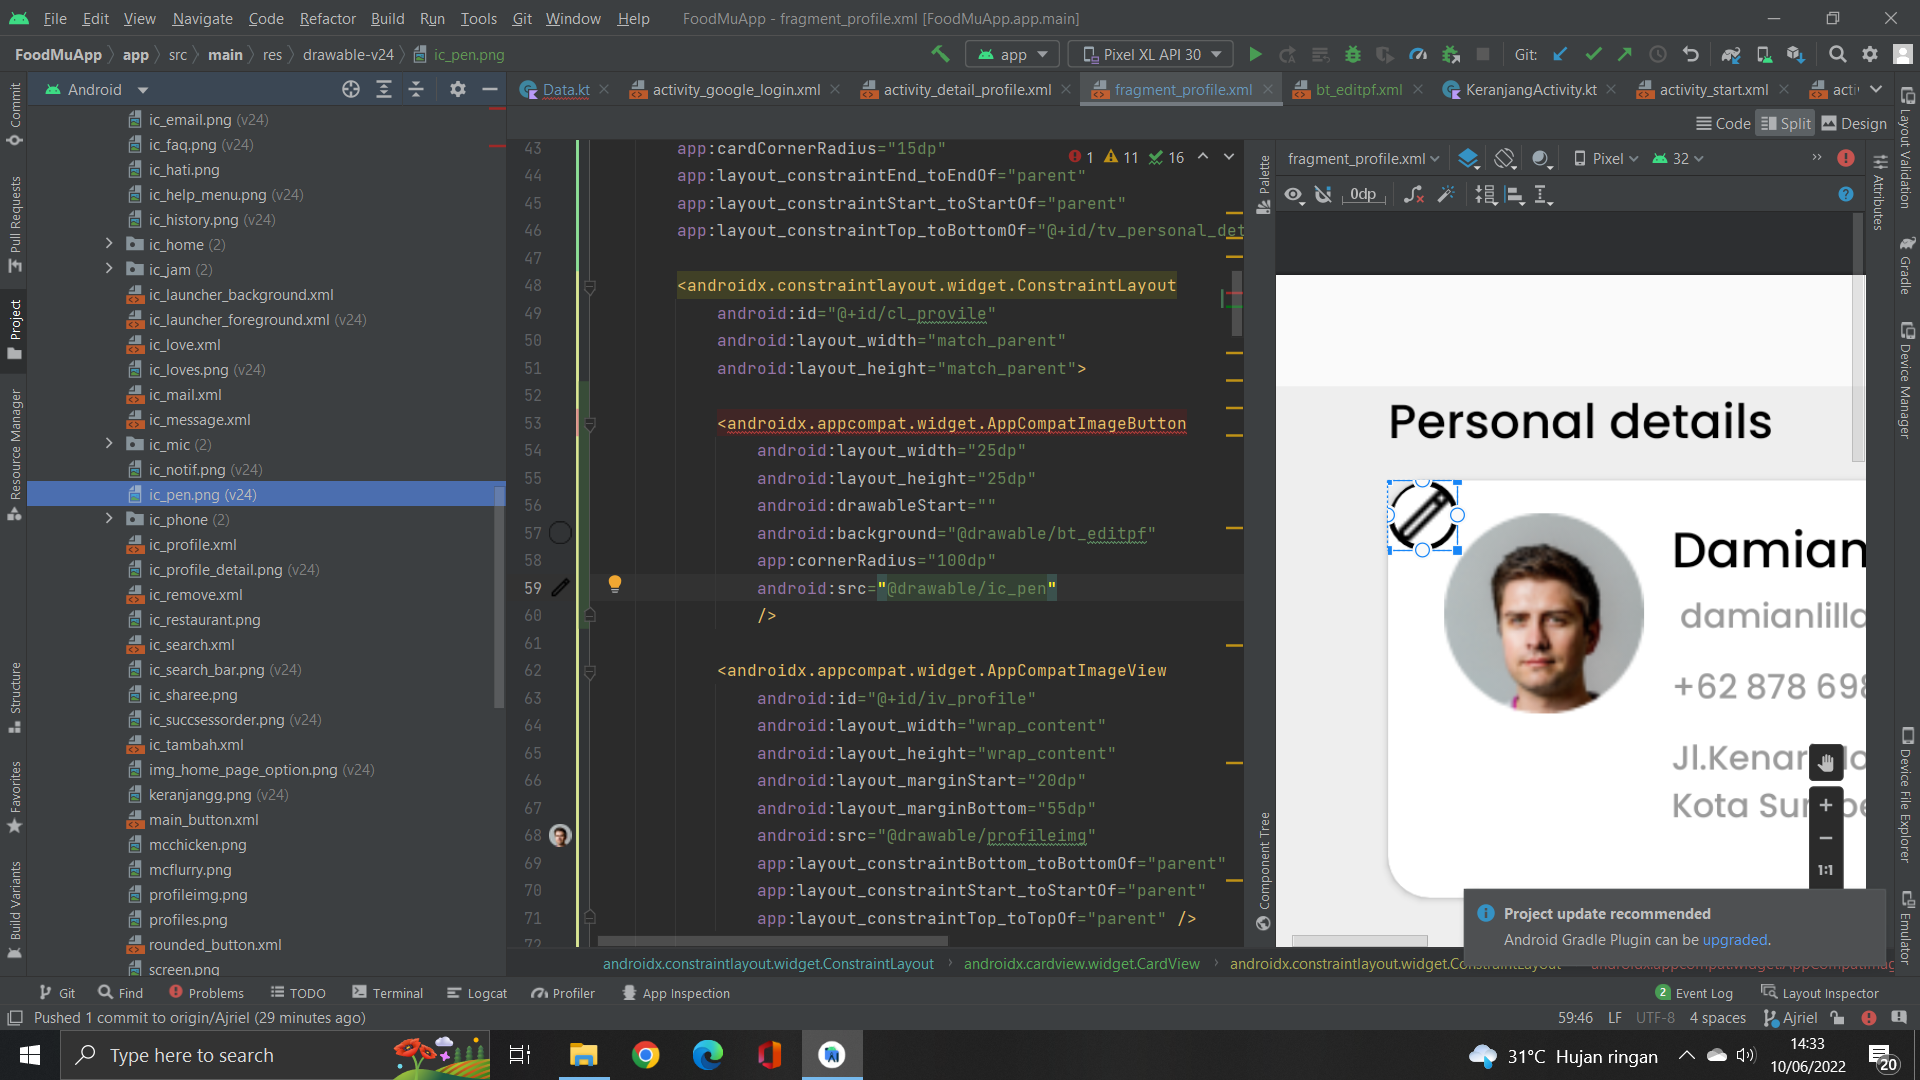 File Edit View Navigate Code Refactor Build Run Tools Git Window Help FoodMuApp - fragment_profile.xml [FoodMuApp.app.main]
FoodMuApp app src main res drawable-v24 ic_pen.png app Pixel XL API 30 Git:
Android
Data.kt activity_google_login.xml activity_detail_profile.xml fragment_profile.xml bt_editpf.xml KeranjangActivity.kt activity_start.xml acti
Code Split Design
Commit
Pull Requests
Project
Resource Manager
Structure
Favorites
Build Variants
ic_email.png (v24)
ic_faq.png (v24)
ic_hati.png
ic_help_menu.png (v24)
ic_history.png (v24)
ic_home (2)
ic_jam (2)
ic_launcher_background.xml
ic_launcher_foreground.xml (v24)
ic_love.xml
ic_loves.png (v24)
ic_mail.xml
ic_message.xml
ic_mic (2)
ic_notif.png (v24)
ic_pen.png (v24)
ic_phone (2)
ic_profile.xml
ic_profile_detail.png (v24)
ic_remove.xml
ic_restaurant.png
ic_search.xml
ic_search_bar.png (v24)
ic_sharee.png
ic_succsessorder.png (v24)
ic_tambah.xml
img_home_page_option.png (v24)
keranjangg.png (v24)
main_button.xml
mcchicken.png
mcflurry.png
profileimg.png
profiles.png
rounded_button.xml
screen.png
1 11 16
43 app:cardCornerRadius="15dp"
44 app:layout_constraintEnd_toEndOf="parent"
45 app:layout_constraintStart_toStartOf="parent"
46 app:layout_constraintTop_toBottomOf="@+id/tv_personal_det
47
48 <androidx.constraintlayout.widget.ConstraintLayout
49 android:id="@+id/cl_provile"
50 android:layout_width="match_parent"
51 android:layout_height="match_parent">
52
53 <androidx.appcompat.widget.AppCompatImageButton
54 android:layout_width="25dp"
55 android:layout_height="25dp"
56 android:drawableStart=""
57 android:background="@drawable/bt_editpf"
58 app:cornerRadius="100dp"
59 android:src="@drawable/ic_pen"
60 />
61
62 <androidx.appcompat.widget.AppCompatImageView
63 android:id="@+id/iv_profile"
64 android:layout_width="wrap_content"
65 android:layout_height="wrap_content"
66 android:layout_marginStart="20dp"
67 android:layout_marginBottom="55dp"
68 android:src="@drawable/profileimg"
69 app:layout_constraintBottom_toBottomOf="parent"
70 app:layout_constraintStart_toStartOf="parent"
71 app:layout_constraintTop_toTopOf="parent" />
72
Palette
Component Tree
fragment_profile.xml Pixel 32
0dp
Personal details
Damian
damianlillo
+62 878 698
Jl.Kenar
Kota Sum
1:1
Attributes
Layout Validation
Gradle
Device Manager
Device File Explorer
Emulator
Project update recommended
Android Gradle Plugin can be upgraded.
androidx.constraintlayout.widget.ConstraintLayout androidx.cardview.widget.CardView androidx.constraintlayout.widget.ConstraintLayout
Git Find Problems TODO Terminal Logcat Profiler App Inspection 2 Event Log Layout Inspector
Pushed 1 commit to origin/Ajriel (29 minutes ago) 59:46 LF UTF-8 4 spaces Ajriel
Type here to search 31°C Hujan ringan 14:33
10/06/2022 20